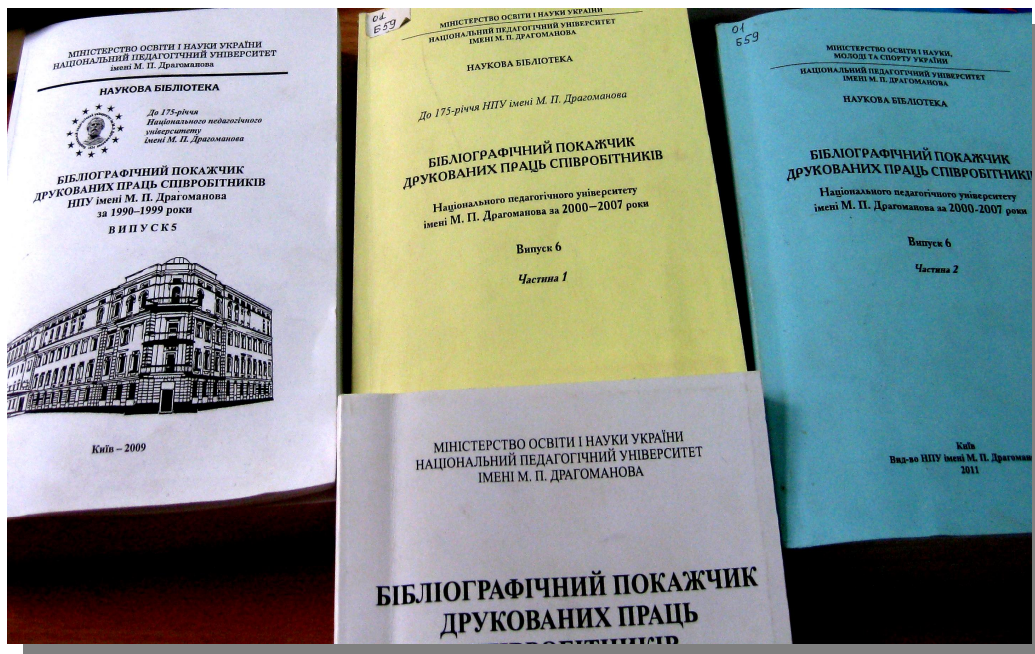 МІНІСТЕРСТВО ОСВІТИ І НАУКИ УКРАЇНИ
НАЦІОНАЛЬНИЙ ПЕДАГОГІЧНИЙ УНІВЕРСИТЕТ
імені М. П. Драгоманова
НАУКОВА БІБЛІОТЕКА
До 175-річчя
Національного педагогічного
університету
імені М. П. Драгоманова
БІБЛІОГРАФІЧНИЙ ПОКАЖЧИК
ДРУКОВАНИХ ПРАЦЬ СПІВРОБІТНИКІВ
НПУ імені М. П. Драгоманова
за 1990–1999 роки
ВИПУСК 5
Київ – 2009
01
Б59
МІНІСТЕРСТВО ОСВІТИ І НАУКИ УКРАЇНИ
НАЦІОНАЛЬНИЙ ПЕДАГОГІЧНИЙ УНІВЕРСИТЕТ
ІМЕНІ М. П. ДРАГОМАНОВА
НАУКОВА БІБЛІОТЕКА
До 175-річчя НПУ імені М. П. Драгоманова
БІБЛІОГРАФІЧНИЙ ПОКАЖЧИК
ДРУКОВАНИХ ПРАЦЬ СПІВРОБІТНИКІВ
Національного педагогічного університету
імені М. П. Драгоманова за 2000–2007 роки
Випуск 6
Частина 1
01
Б59
МІНІСТЕРСТВО ОСВІТИ І НАУКИ,
МОЛОДІ ТА СПОРТУ УКРАЇНИ
НАЦІОНАЛЬНИЙ ПЕДАГОГІЧНИЙ УНІВЕРСИТЕТ
ІМЕНІ М. П. ДРАГОМАНОВА
НАУКОВА БІБЛІОТЕКА
БІБЛІОГРАФІЧНИЙ ПОКАЖЧИК
ДРУКОВАНИХ ПРАЦЬ СПІВРОБІТНИКІ
Національного педагогічного університету
імені М. П. Драгоманова за 2000-2007 роки
Випуск 6
Частина 2
Київ
Вид-во НПУ імені М. П. Драгоман
2011
МІНІСТЕРСТВО ОСВІТИ І НАУКИ УКРАЇНИ
НАЦІОНАЛЬНИЙ ПЕДАГОГІЧНИЙ УНІВЕРСИТЕТ
ІМЕНІ М. П. ДРАГОМАНОВА
БІБЛІОГРАФІЧНИЙ ПОКАЖЧИК
ДРУКОВАНИХ ПРАЦЬ
СПІВРОБІТНИКІВ